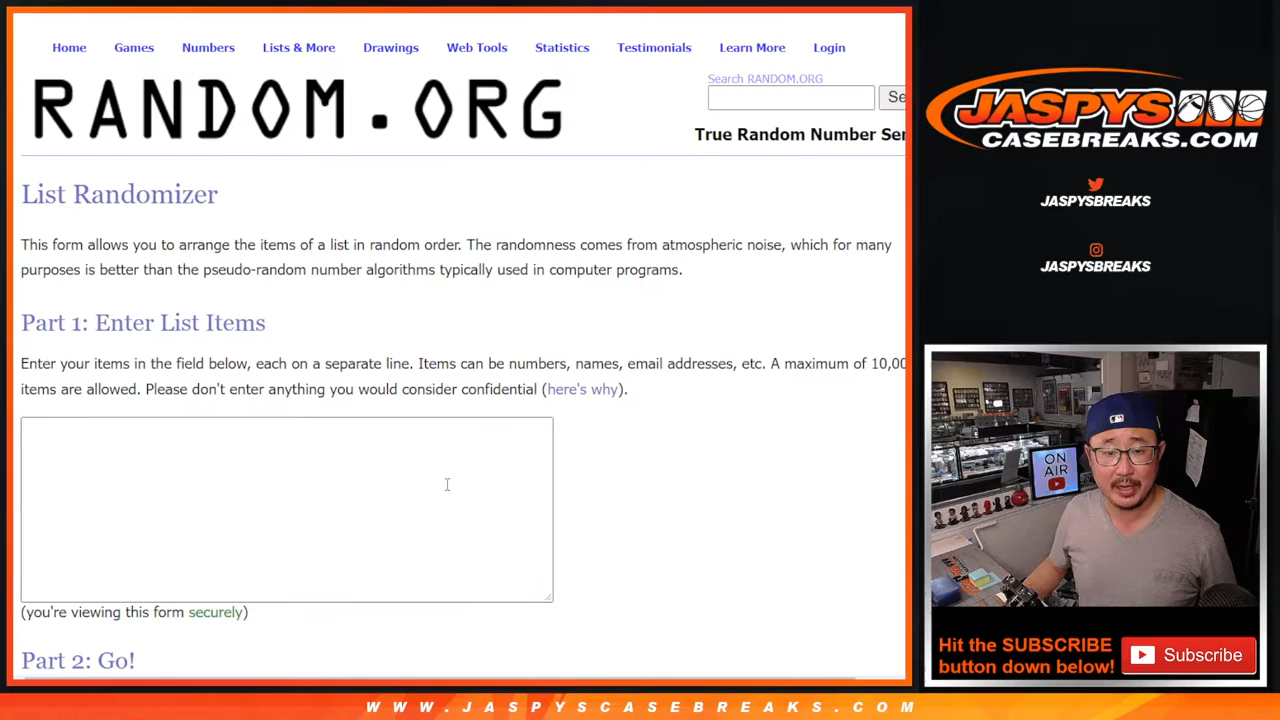 Home Games Numbers Lists & More Drawings Web Tools Statistics Testimonials Learn More Login
RANDOM.ORG
Search RANDOM.ORG
Se
True Random Number Ser
List Randomizer
This form allows you to arrange the items of a list in random order. The randomness comes from atmospheric noise, which for many
purposes is better than the pseudo-random number algorithms typically used in computer programs.
Part 1: Enter List Items
Enter your items in the field below, each on a separate line. Items can be numbers, names, email addresses, etc. A maximum of 10,00
items are allowed. Please don't enter anything you would consider confidential (here's why).
(you're viewing this form securely)
Part 2: Go!
JASPYS
CASEBREAKS.COM
JASPYSBREAKS
JASPYSBREAKS
ON
AIR
Hit the SUBSCRIBE
button down below!
Subscribe
WWW.JASPYSCASEBREAKS.COM